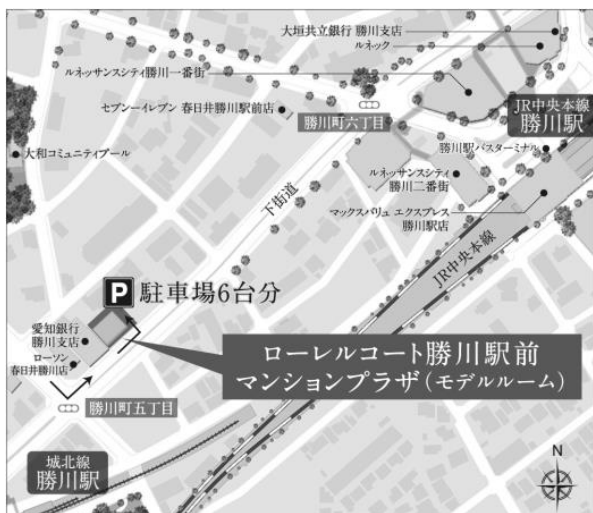 大垣共立銀行 勝川支店
ルネック
ルネッサンスシティ勝川一番街
JR中央本線
勝川駅
セブン-イレブン 春日井勝川駅前店
勝川町六丁目
勝川駅バスターミナル
大和コミュニティプール
ルネッサンスシティ
勝川二番街
下街道
マックスバリュ エクスプレス
勝川駅店
JR中央本線
P 駐車場6台分
愛知銀行
勝川支店
ローソン
春日井勝川店
ローレルコート勝川駅前
マンションプラザ(モデルルーム)
勝川町五丁目
城北線
勝川駅
N